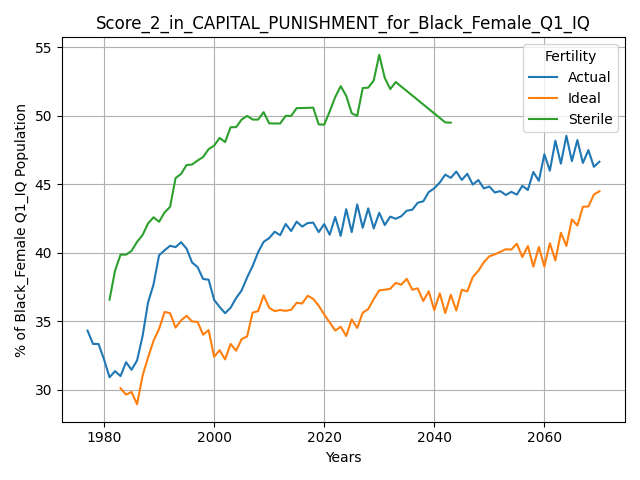 Score_2_in_CAPITAL_PUNISHMENT_for_Black_Female_Q1_IQ
Fertility
Actual
Ideal
Sterile
% of Black_Female Q1_IQ Population
55
50
45
40
35
30
1980
2000
2020
2040
2060
Years